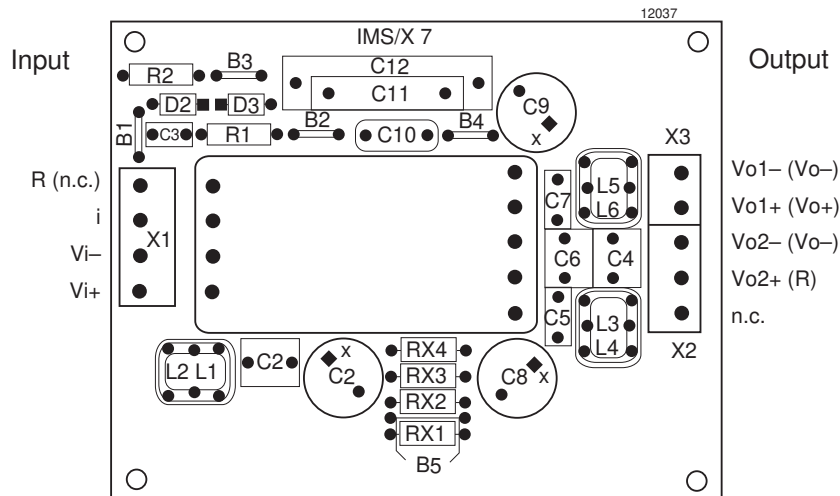 12037
IMS/X 7
Input
Output
B3
R2
C12
C11
D2
D3
C9
x
B1
C3
R1
B2
C10
B4
X3
R (n.c.)
i
Vi–
Vi+
X1
L5
L6
C7
Vo1– (Vo–)
Vo1+ (Vo+)
Vo2– (Vo–)
Vo2+ (R)
n.c.
C6
C4
C5
L3
L4
X2
L2 L1
C2
x
C2
RX4
RX3
RX2
RX1
B5
C8
x